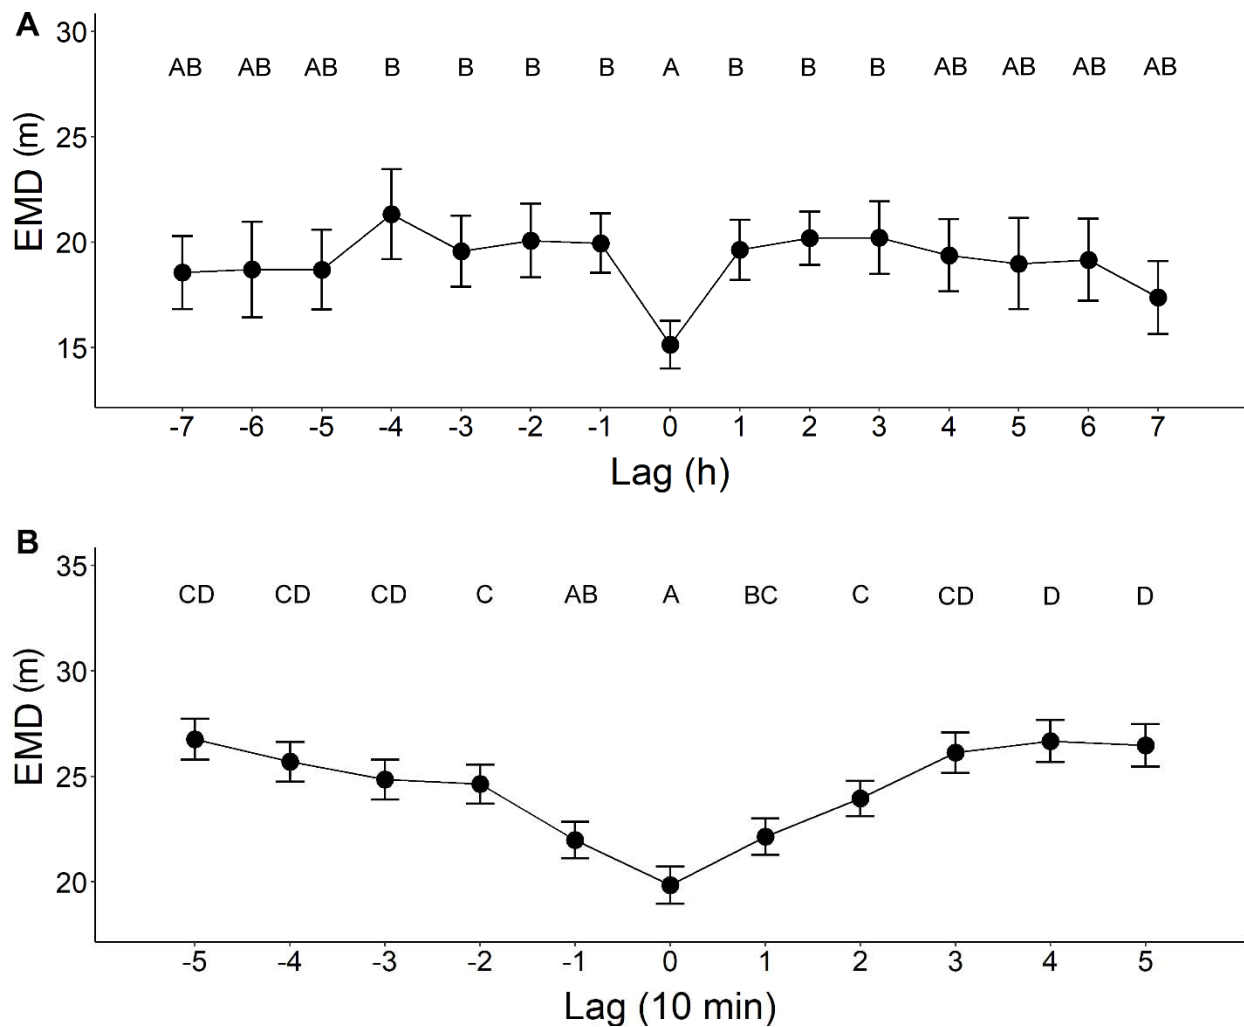 A
30
AB AB AB B B B B A B B B AB AB AB AB
25
EMD (m)
20
15
-7 -6 -5 -4 -3 -2 -1 0 1 2 3 4 5 6 7
Lag (h)
B
35
CD CD CD C AB A BC C CD D D
30
EMD (m)
25
20
-5 -4 -3 -2 -1 0 1 2 3 4 5
Lag (10 min)